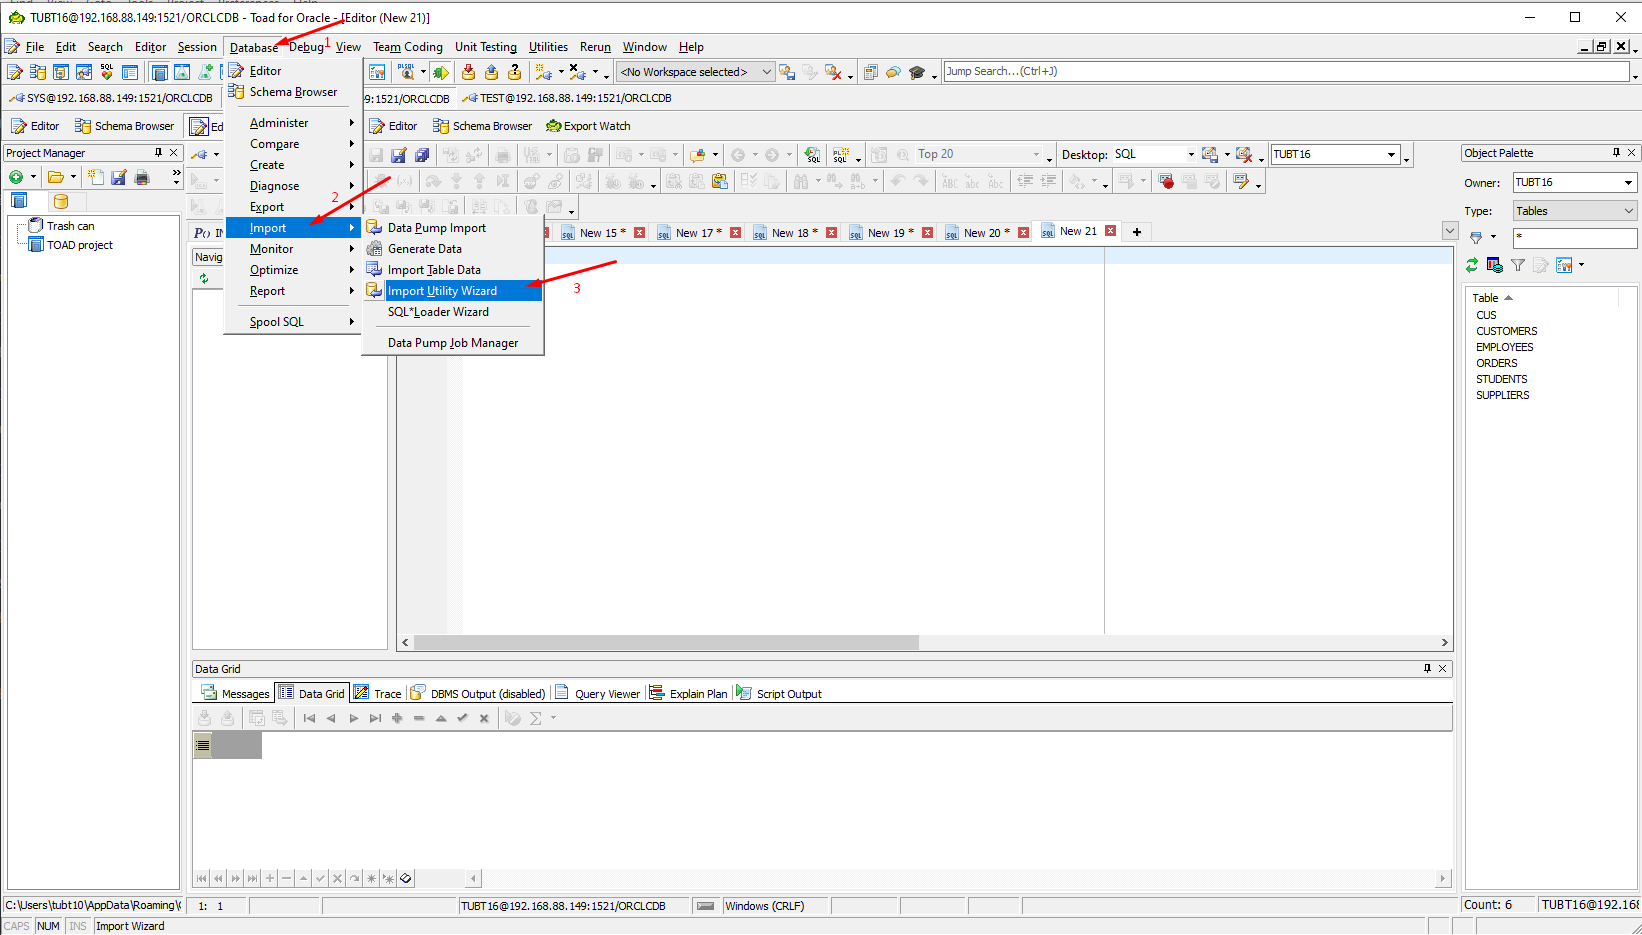 TUBT16@192.168.88.149:1521/ORCLCDB - Toad for Oracle - [Editor (New 21)]
File Edit Search Editor Session Database Debug View Team Coding Unit Testing Utilities Rerun Window Help
1
<No Workspace selected> Jump Search...(Ctrl+J)
SYS@192.168.88.149:1521/ORCLCDB 49:1521/ORCLCDB TEST@192.168.88.149:1521/ORCLCDB
Editor Schema Browser Ed Editor Schema Browser Export Watch
Editor
Schema Browser
Administer
Compare
Create
Diagnose
Export
Import
Monitor
Optimize
Report
Spool SQL
2
Data Pump Import
Generate Data
Import Table Data
Import Utility Wizard
SQL*Loader Wizard
Data Pump Job Manager
3
Project Manager
Trash can
TOAD project
Top 20 Desktop: SQL TUBT16
New 15 * New 17 * New 18 * New 19 * New 20 * New 21
Navig
Object Palette
Owner: TUBT16
Type: Tables
*
Table
CUS
CUSTOMERS
EMPLOYEES
ORDERS
STUDENTS
SUPPLIERS
Data Grid
Messages Data Grid Trace DBMS Output (disabled) Query Viewer Explain Plan Script Output
C:\Users\tubt10\AppData\Roaming\ 1: 1 TUBT16@192.168.88.149:1521/ORCLCDB Windows (CRLF) Count: 6 TUBT16@192.168
CAPS NUM INS Import Wizard